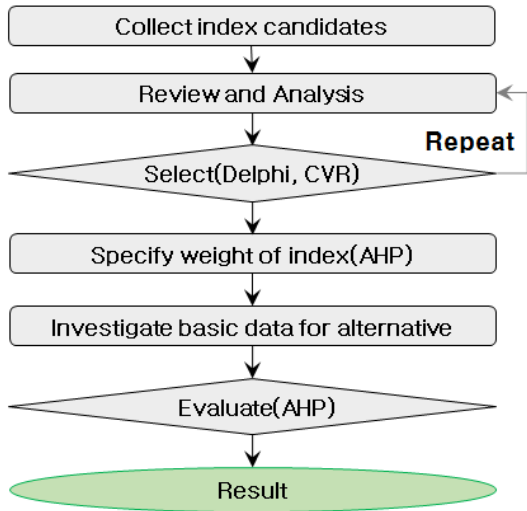 Collect index candidates
Review and Analysis
Repeat
Select(Delphi, CVR)
Specify weight of index(AHP)
Investigate basic data for alternative
Evaluate(AHP)
Result